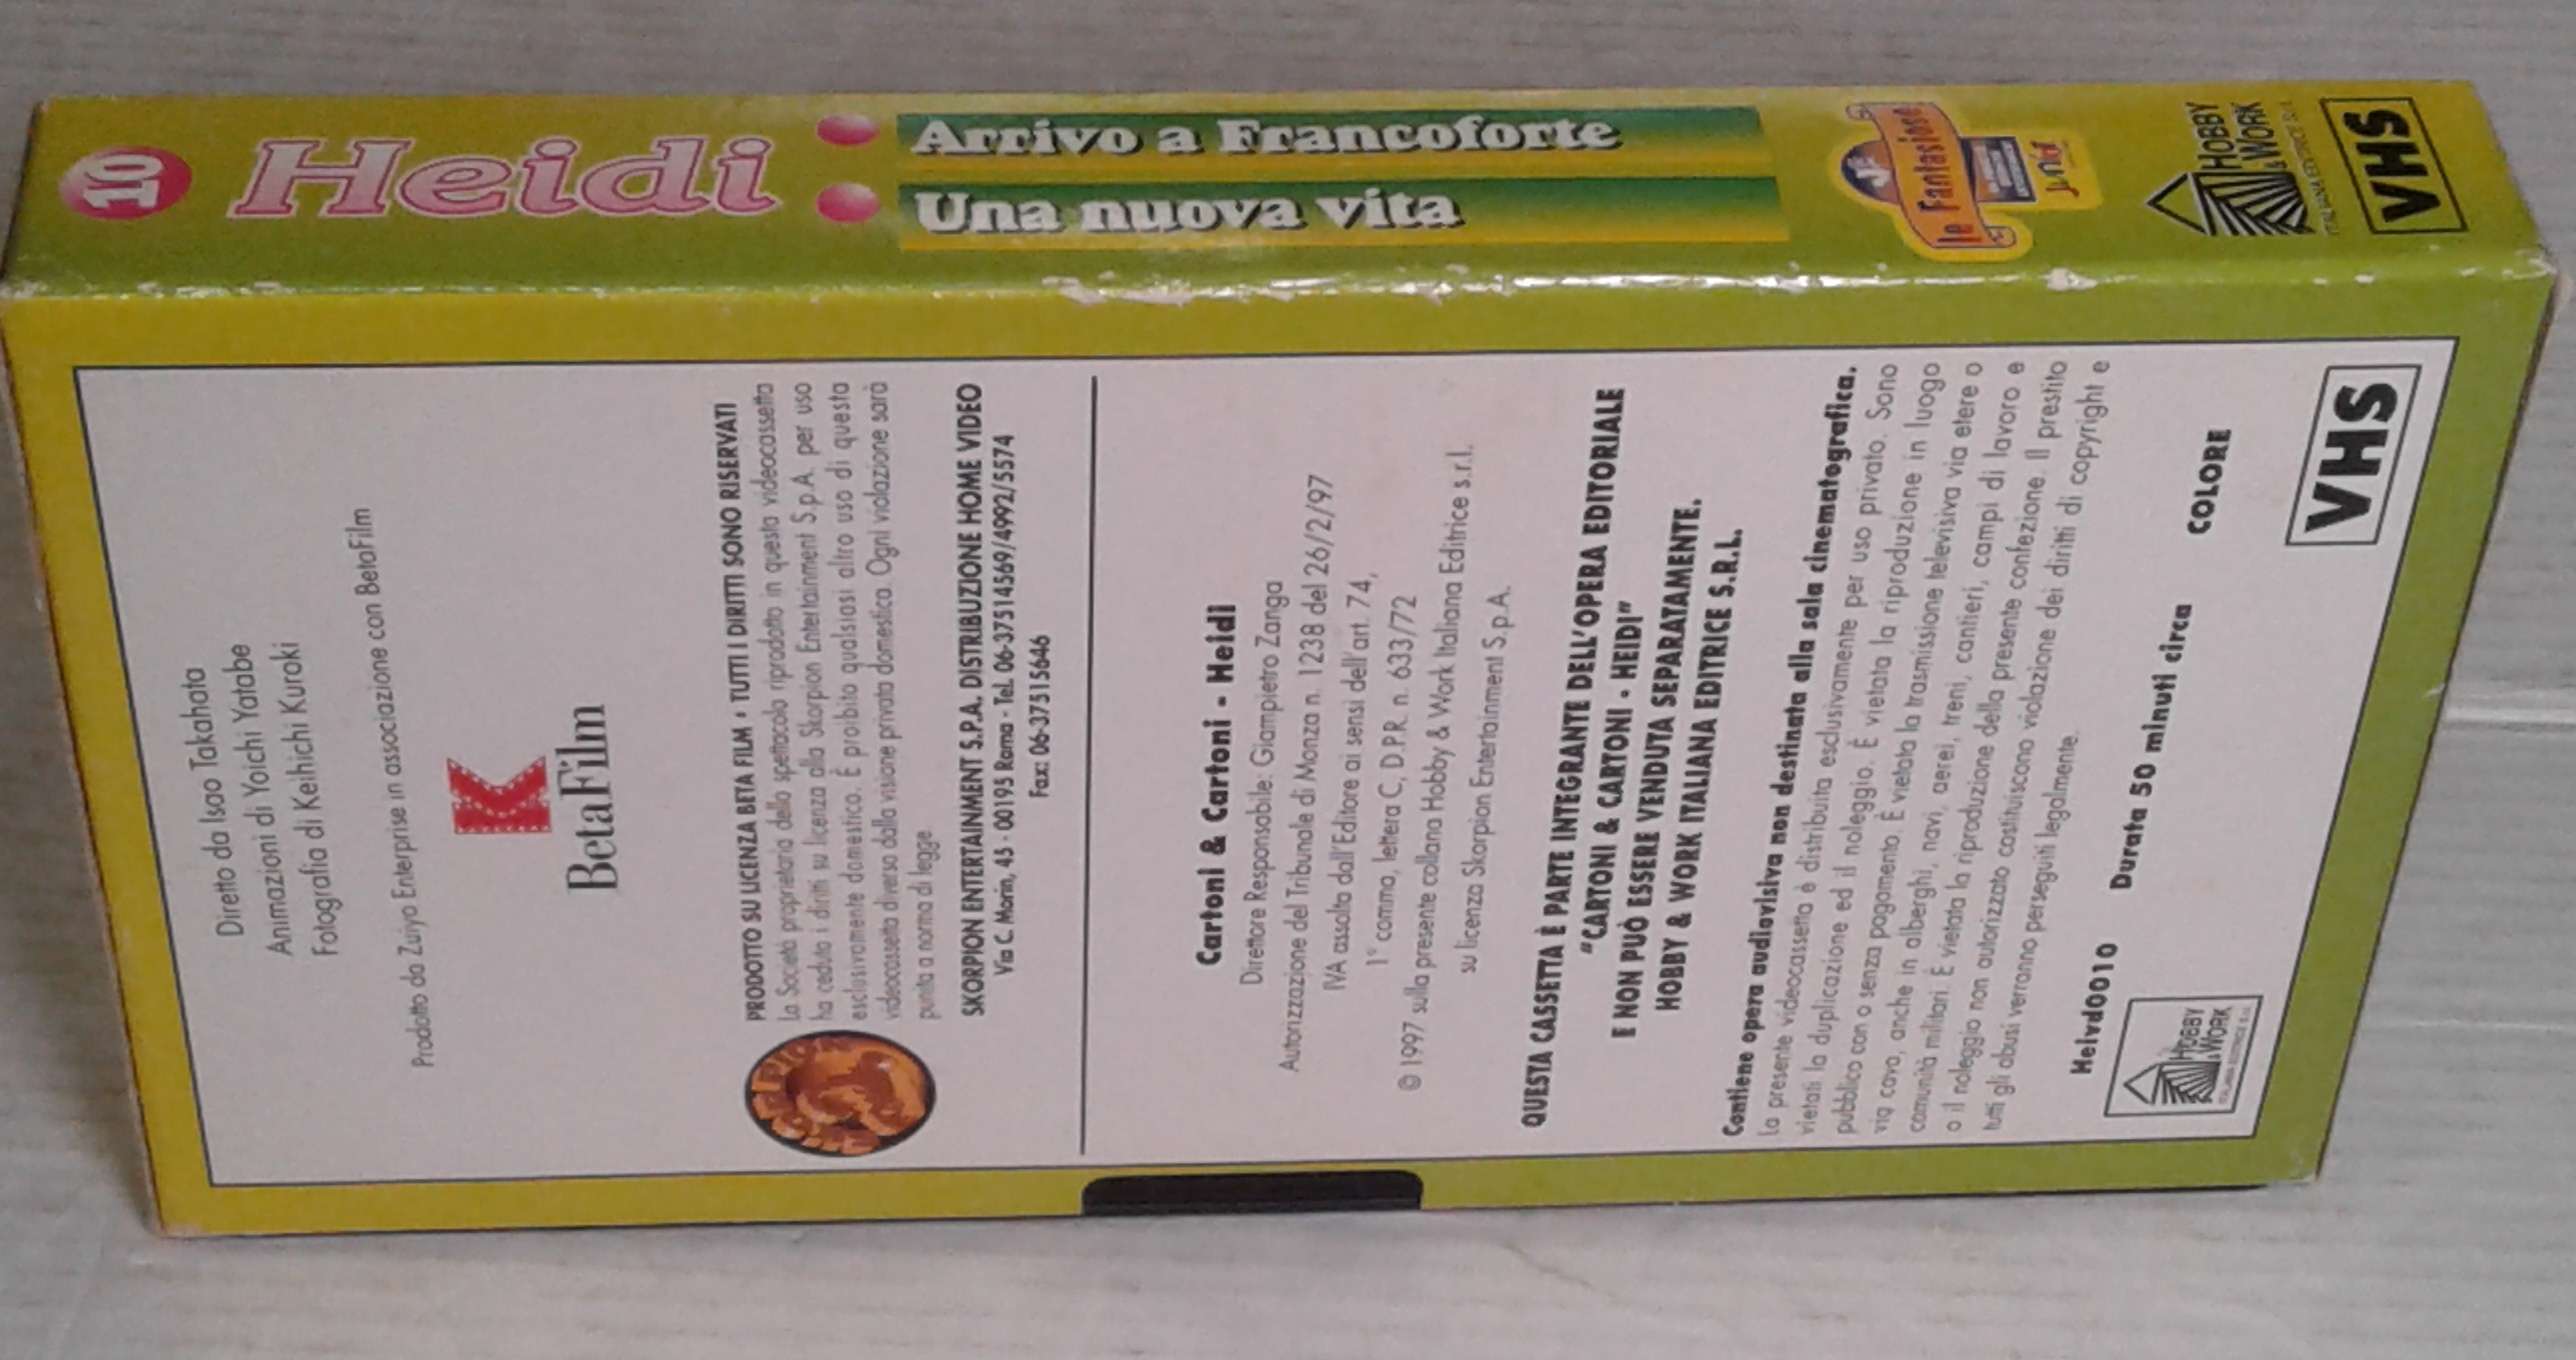 10
Heidi
Arrivo a Francoforte
Una nuova vita
le Fantasiose
Junior
HOBBY
& WORK
ITALIANA EDITRICE S.r.l.
VHS
Diretto da Isao Takahata
Animazioni di Yoichi Yatabe
Fotografia di Keihichi Kuroki
Prodotto da Zuiyo Enterprise in associazione con BetaFilm
K
BetaFilm
PRODOTTO SU LICENZA BETA FILM • TUTTI I DIRITTI SONO RISERVATI
La Società proprietaria dello spettacolo riprodotto in questa videocassetta
ha ceduto i diritti su licenza alla Skorpion Entertainment S.p.A. per uso
esclusivamente domestico. È proibito qualsiasi altro uso di questa
videocassetta diverso dalla visione privata domestica. Ogni violazione sarà
punita a norma di legge.
SKORPION ENTERTAINMENT S.P.A. DISTRIBUZIONE HOME VIDEO
Via C. Morin, 45 - 00195 Roma - Tel. 06-37514569/4992/5574
Fax: 06-37515646
Cartoni & Cartoni - Heidi
Direttore Responsabile: Giampietro Zanga
Autorizzazione del Tribunale di Monza n. 1238 del 26/2/97
IVA assolta dall'Editore ai sensi dell'art. 74,
1° comma, lettera C, D.P.R. n. 633/72
© 1997 sulla presente collana Hobby & Work Italiana Editrice s.r.l.
su licenza Skorpion Entertainment S.p.A.
QUESTA CASSETTA È PARTE INTEGRANTE DELL'OPERA EDITORIALE
"CARTONI & CARTONI - HEIDI"
E NON PUÒ ESSERE VENDUTA SEPARATAMENTE.
HOBBY & WORK ITALIANA EDITRICE S.R.L.
Contiene opera audiovisiva non destinata alla sala cinematografica.
La presente videocassetta è distribuita esclusivamente per uso privato. Sono
vietati la duplicazione ed il noleggio. È vietata la riproduzione in luogo
pubblico con o senza pagamento. È vietata la trasmissione televisiva via etere o
via cavo, anche in alberghi, navi, aerei, treni, cantieri, campi di lavoro e
comunità militari. È vietata la riproduzione della presente confezione. Il prestito
o il noleggio non autorizzato costituiscono violazione dei diritti di copyright e
tutti gli abusi verranno perseguiti legalmente.
Heivd0010 Durata 50 minuti circa COLORE
HOBBY
& WORK
ITALIANA EDITRICE S.r.l.
VHS